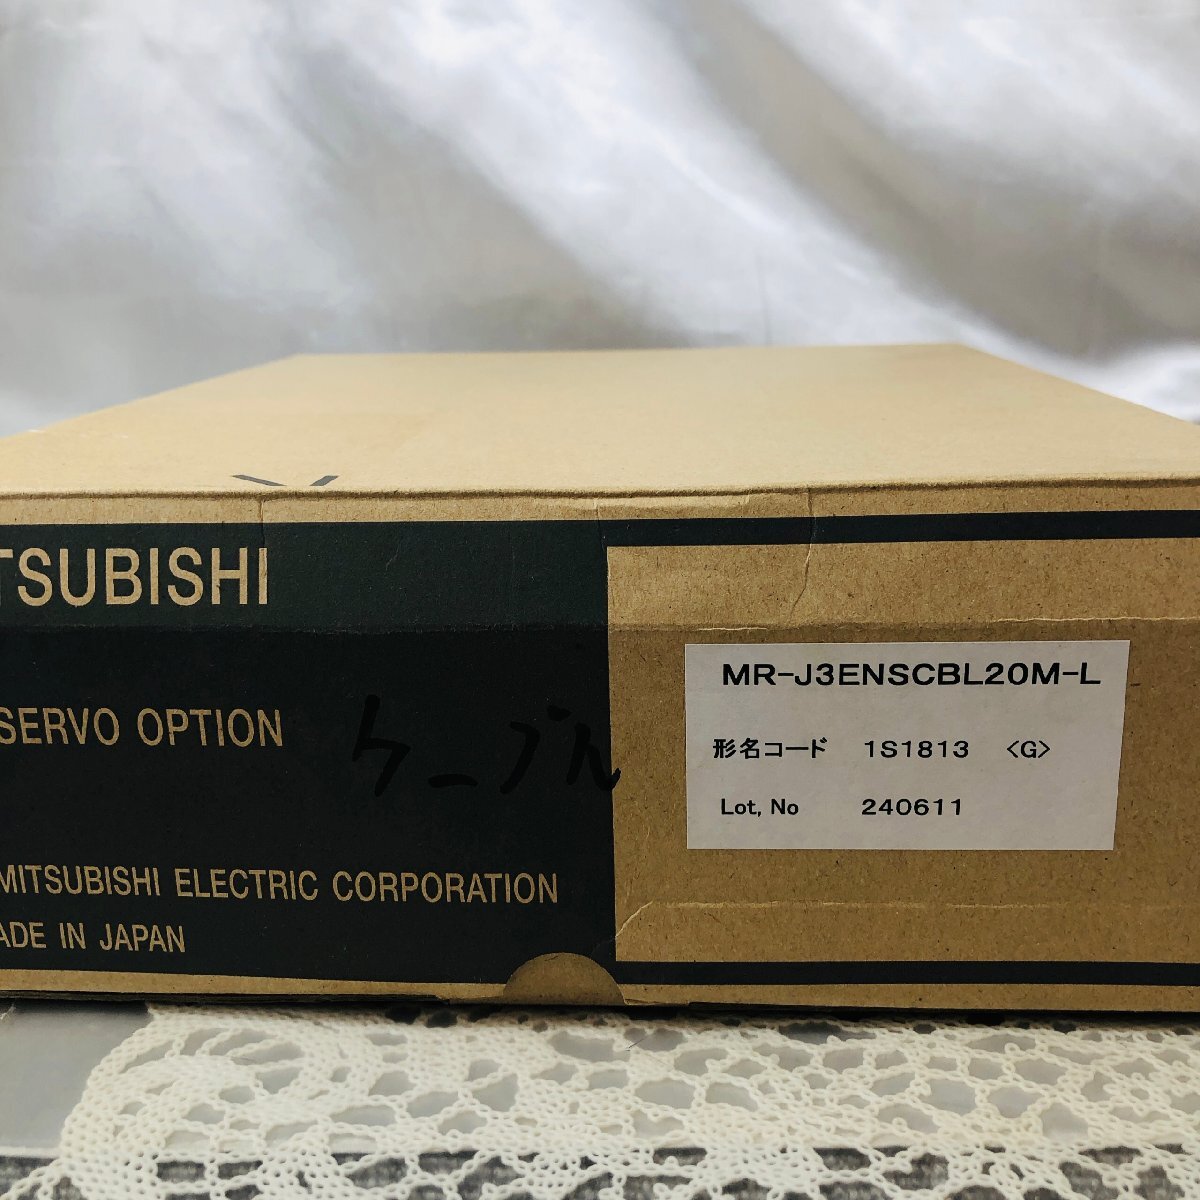 TSUBISHI
SERVO OPTION
ケーブル
MITSUBISHI ELECTRIC CORPORATION
ADE IN JAPAN
MR-J3ENSCBL20M-L
形名コード 1S1813 <G>
Lot, No 240611